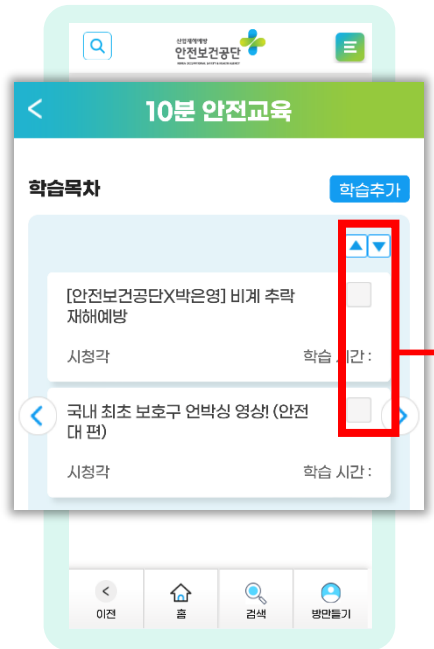 산업재해예방
안전보건공단
10분 안전교육
학습목차
학습추가
[안전보건공단X박은영] 비계 추락
재해예방
시청각
학습 시간 :
국내 최초 보호구 언박싱 영상! (안전
대 편)
시청각
학습 시간 :
이전
홈
검색
방만들기